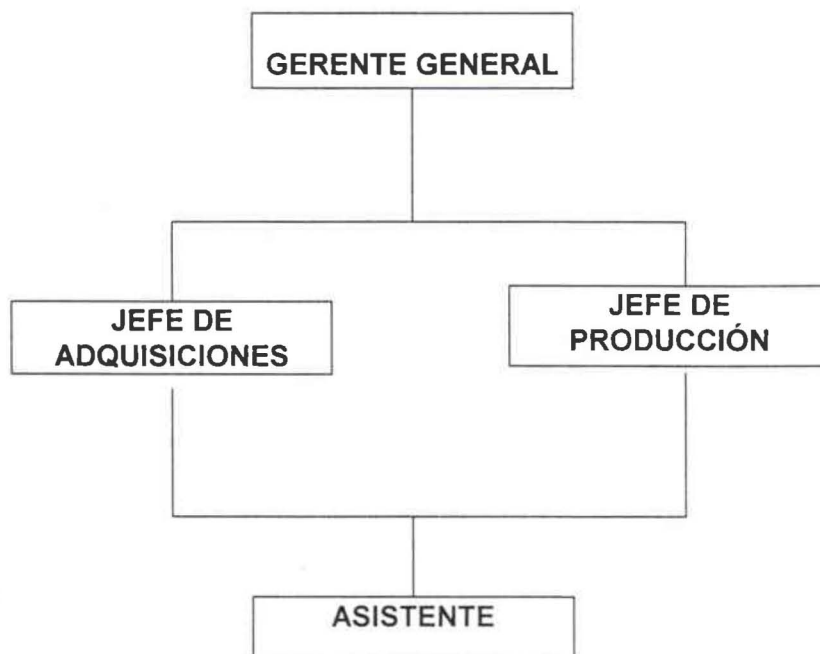 GERENTE GENERAL
JEFE DE
ADQUISICIONES
JEFE DE
PRODUCCIÓN
ASISTENTE